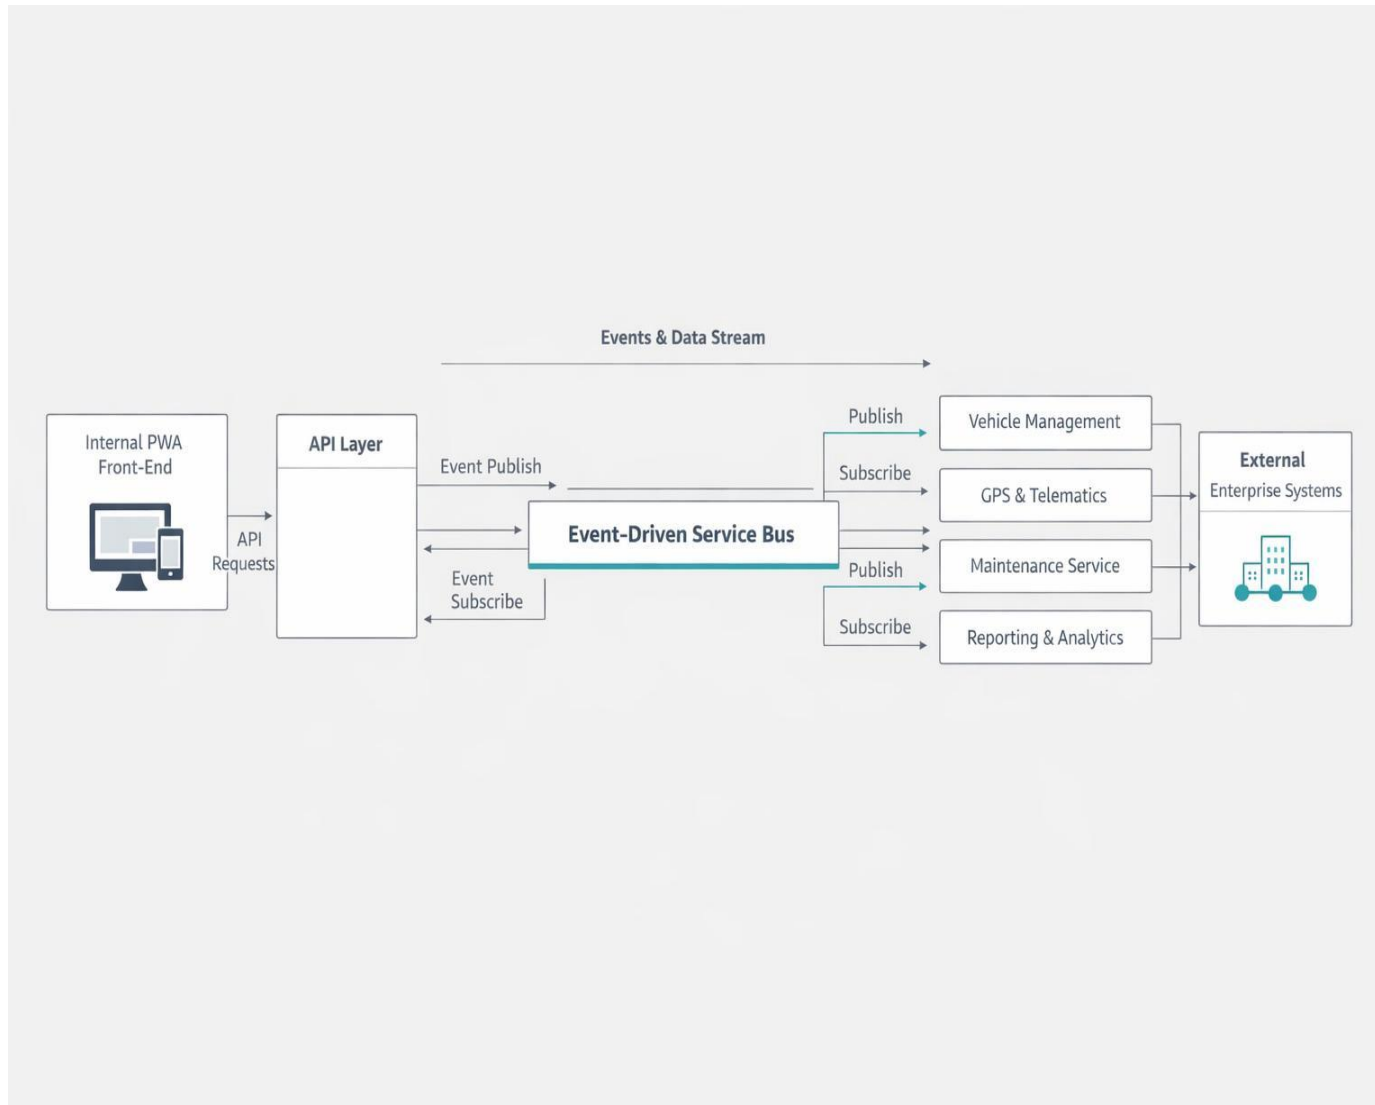 Events & Data Stream
Internal PWA
Front-End
API
Requests
API Layer
Event Publish
Event
Subscribe
Event-Driven Service Bus
Publish
Subscribe
Publish
Subscribe
Vehicle Management
GPS & Telematics
Maintenance Service
Reporting & Analytics
External
Enterprise Systems